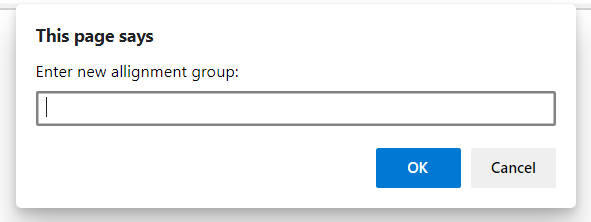 This page says
Enter new allignment group:
OK
Cancel